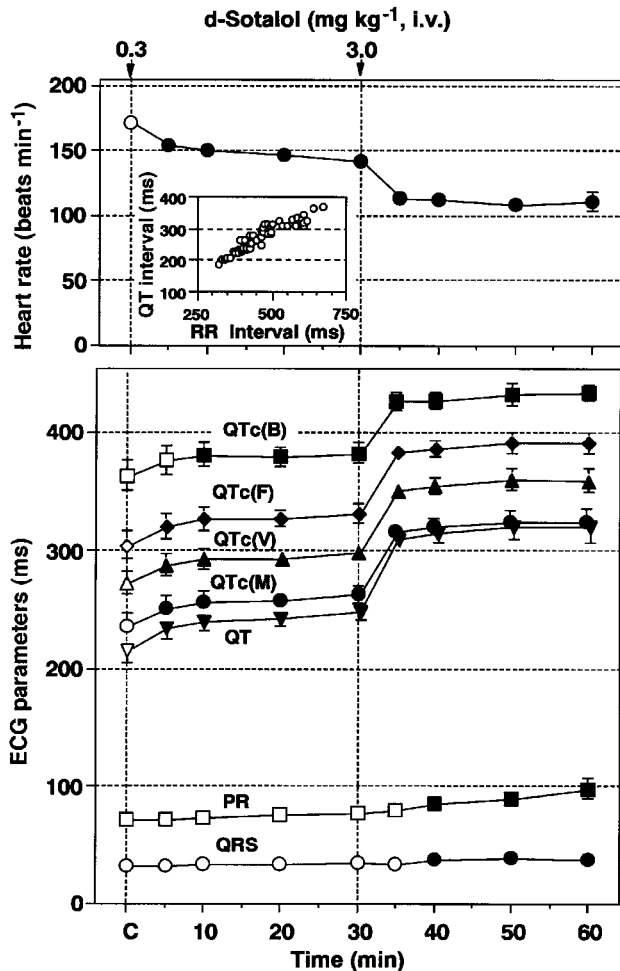 d-Sotalol (mg kg⁻¹, i.v.)
0.3 3.0
Heart rate (beats min⁻¹)
200
150
100
50
0
QT interval (ms)
400
300
200
100
250 500 750
RR interval (ms)
ECG parameters (ms)
400
300
200
100
0
QTc(B)
QTc(F)
QTc(V)
QTc(M)
QT
PR
QRS
C 10 20 30 40 50 60
Time (min)